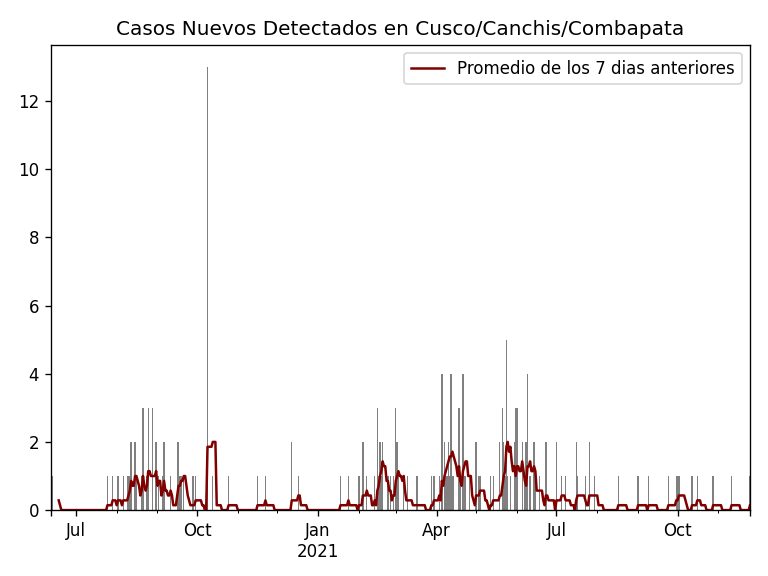 Casos Nuevos Detectados en Cusco/Canchis/Combapata
Promedio de los 7 dias anteriores
12
10
8
6
4
2
0
Jul Oct Jan Apr Jul Oct
2021